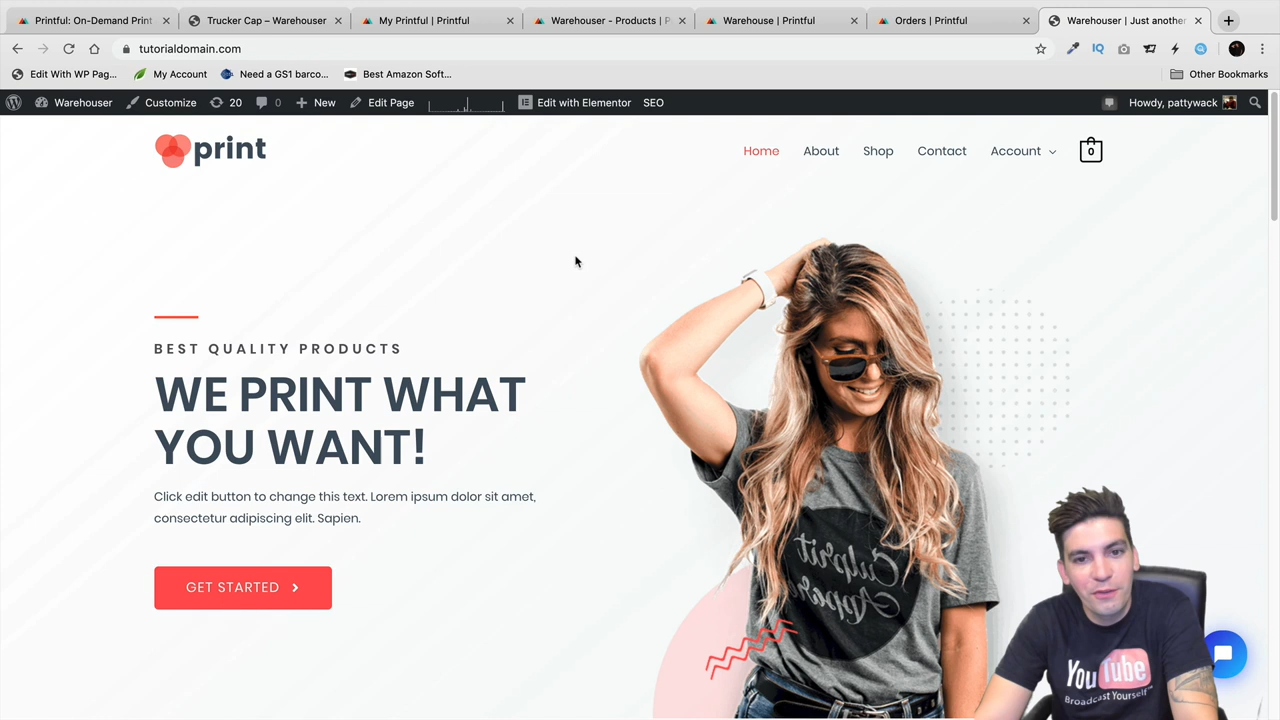 Printful: On-Demand Print
Trucker Cap – Warehouser
My Printful | Printful
Warehouser - Products | P
Warehouse | Printful
Orders | Printful
Warehouser | Just another
tutorialdomain.com
IQ
Edit With WP Pag...
My Account
Need a GS1 barco...
Best Amazon Soft...
Other Bookmarks
Warehouser
Customize
20
0
New
Edit Page
Edit with Elementor
SEO
Howdy, pattywack
print
Home
About
Shop
Contact
Account
0
BEST QUALITY PRODUCTS
WE PRINT WHAT
YOU WANT!
Click edit button to change this text. Lorem ipsum dolor sit amet,
consectetur adipiscing elit. Sapien.
GET STARTED
Culprit
Apparel
YouTube
Broadcast Yourself™